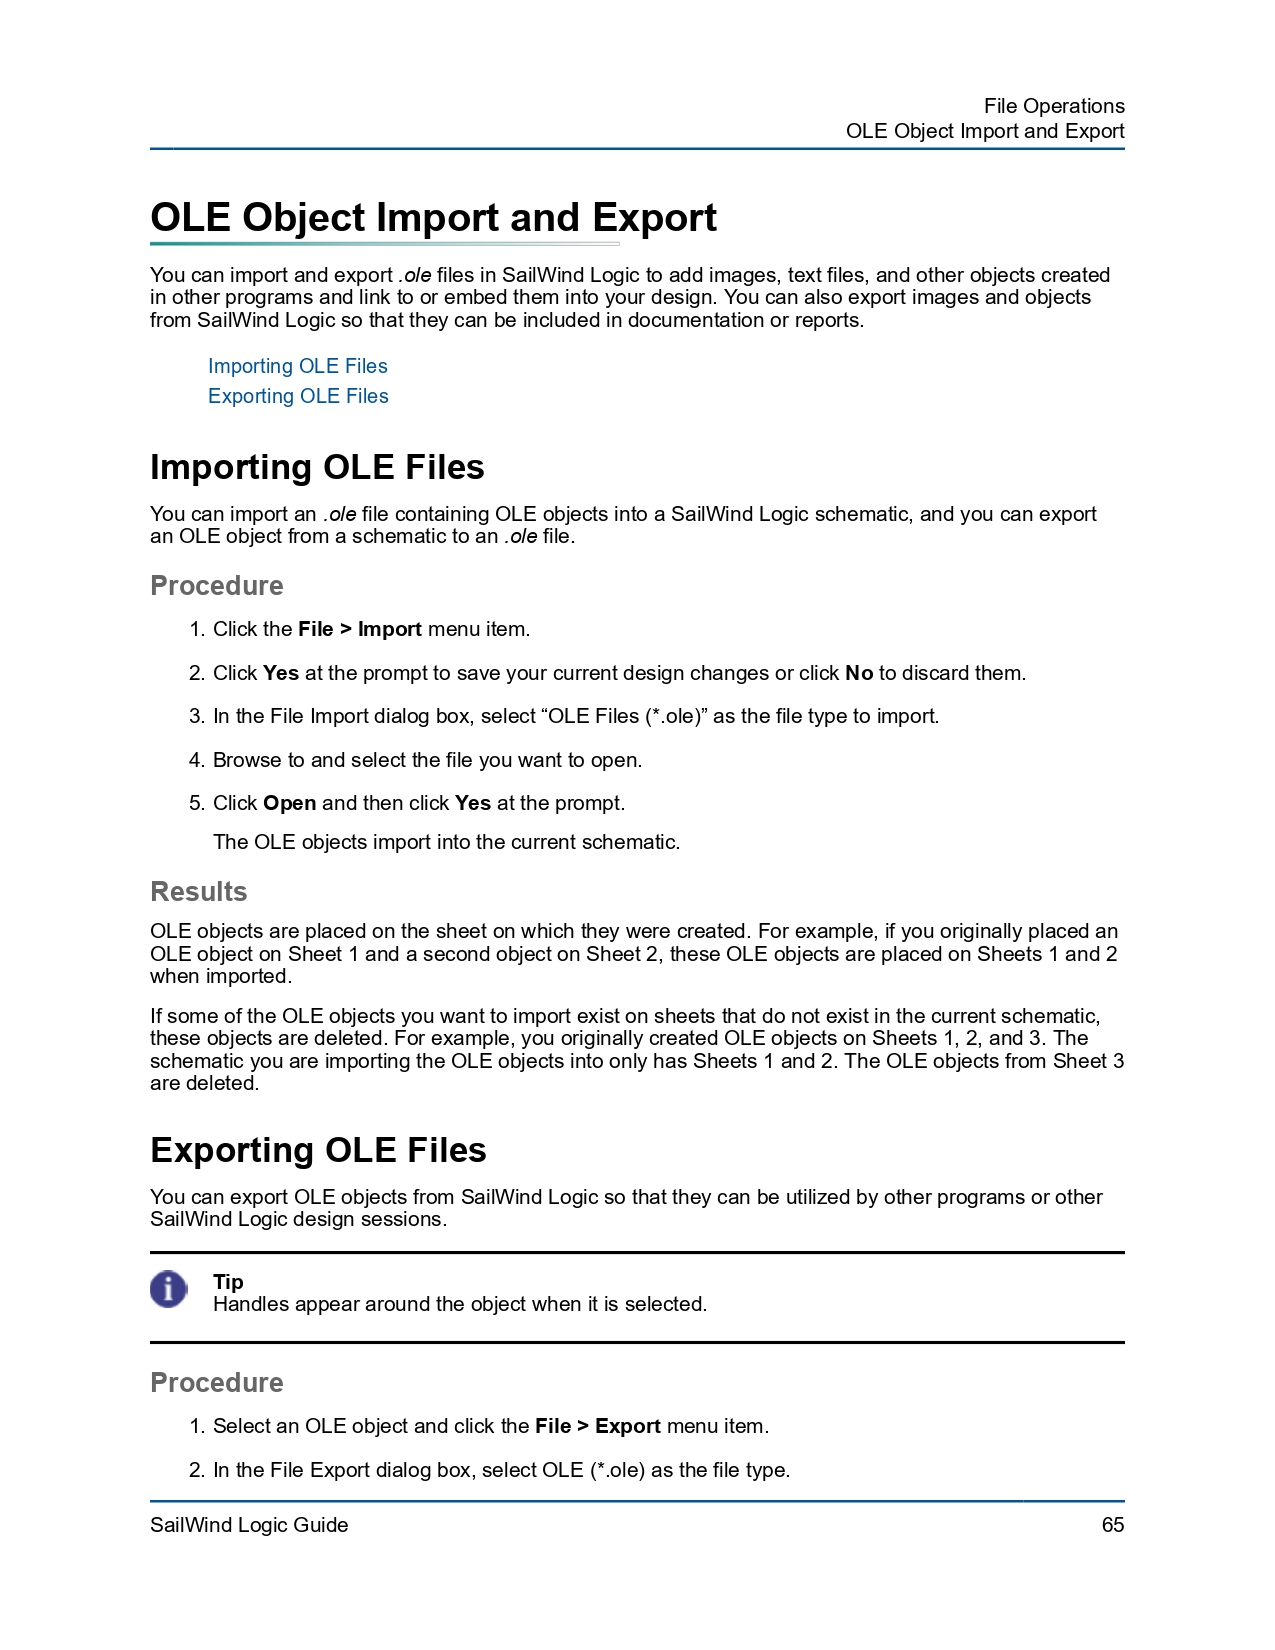 File Operations
OLE Object Import and Export
OLE Object Import and Export
You can import and export .ole files in SailWind Logic to add images, text files, and other objects created
in other programs and link to or embed them into your design. You can also export images and objects
from SailWind Logic so that they can be included in documentation or reports.
Importing OLE Files
Exporting OLE Files
Importing OLE Files
You can import an .ole file containing OLE objects into a SailWind Logic schematic, and you can export
an OLE object from a schematic to an .ole file.
Procedure
1. Click the File > Import menu item.
2. Click Yes at the prompt to save your current design changes or click No to discard them.
3. In the File Import dialog box, select “OLE Files (*.ole)” as the file type to import.
4. Browse to and select the file you want to open.
5. Click Open and then click Yes at the prompt.
The OLE objects import into the current schematic.
Results
OLE objects are placed on the sheet on which they were created. For example, if you originally placed an
OLE object on Sheet 1 and a second object on Sheet 2, these OLE objects are placed on Sheets 1 and 2
when imported.
If some of the OLE objects you want to import exist on sheets that do not exist in the current schematic,
these objects are deleted. For example, you originally created OLE objects on Sheets 1, 2, and 3. The
schematic you are importing the OLE objects into only has Sheets 1 and 2. The OLE objects from Sheet 3
are deleted.
Exporting OLE Files
You can export OLE objects from SailWind Logic so that they can be utilized by other programs or other
SailWind Logic design sessions.
Tip
Handles appear around the object when it is selected.
Procedure
1. Select an OLE object and click the File > Export menu item.
2. In the File Export dialog box, select OLE (*.ole) as the file type.
SailWind Logic Guide
65